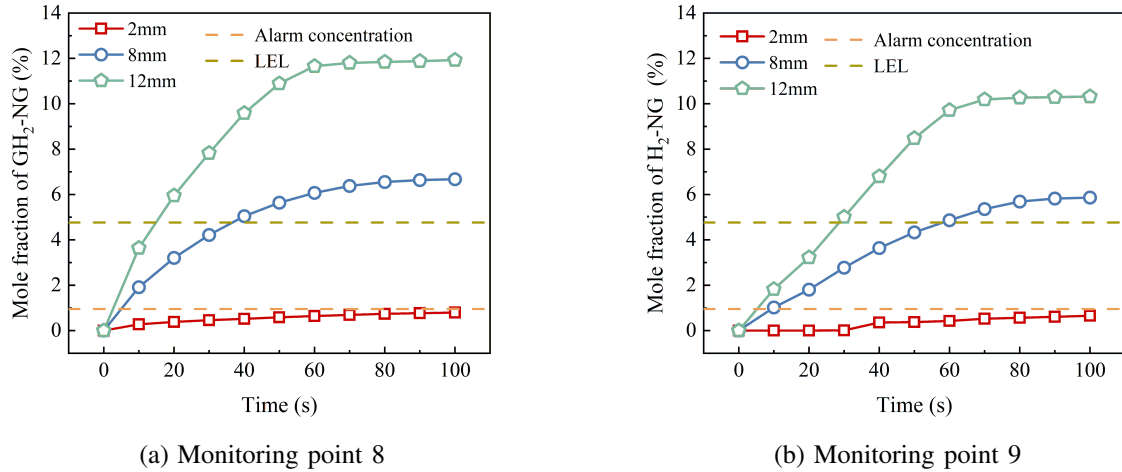 14
12
10
8
6
4
2
0
Mole fraction of GH₂-NG (%)
2mm
8mm
12mm
Alarm concentration
LEL
0 20 40 60 80 100
Time (s)
(a) Monitoring point 8
14
12
10
8
6
4
2
0
Mole fraction of H₂-NG (%)
2mm
8mm
12mm
Alarm concentration
LEL
0 20 40 60 80 100
Time (s)
(b) Monitoring point 9